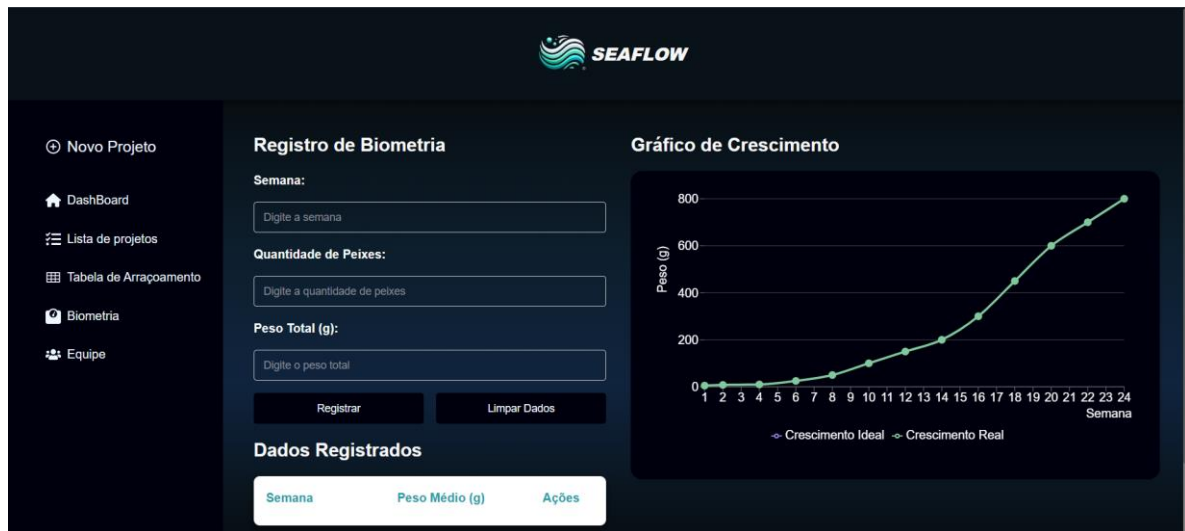 SEAFLOW
Novo Projeto
DashBoard
Lista de projetos
Tabela de Arraçoamento
Biometria
Equipe
Registro de Biometria
Semana:
Digite a semana
Quantidade de Peixes:
Digite a quantidade de peixes
Peso Total (g):
Digite o peso total
Registrar Limpar Dados
Dados Registrados
Semana Peso Médio (g) Ações
Gráfico de Crescimento
Peso (g)
800
600
400
200
0
1 2 3 4 5 6 7 8 9 10 11 12 13 14 15 16 17 18 19 20 21 22 23 24
Semana
Crescimento Ideal Crescimento Real